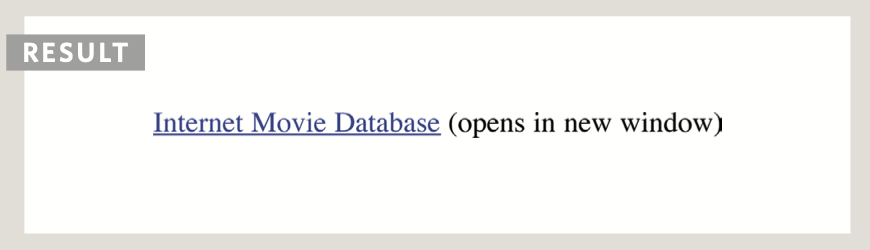 RESULT
Internet Movie Database (opens in new window)